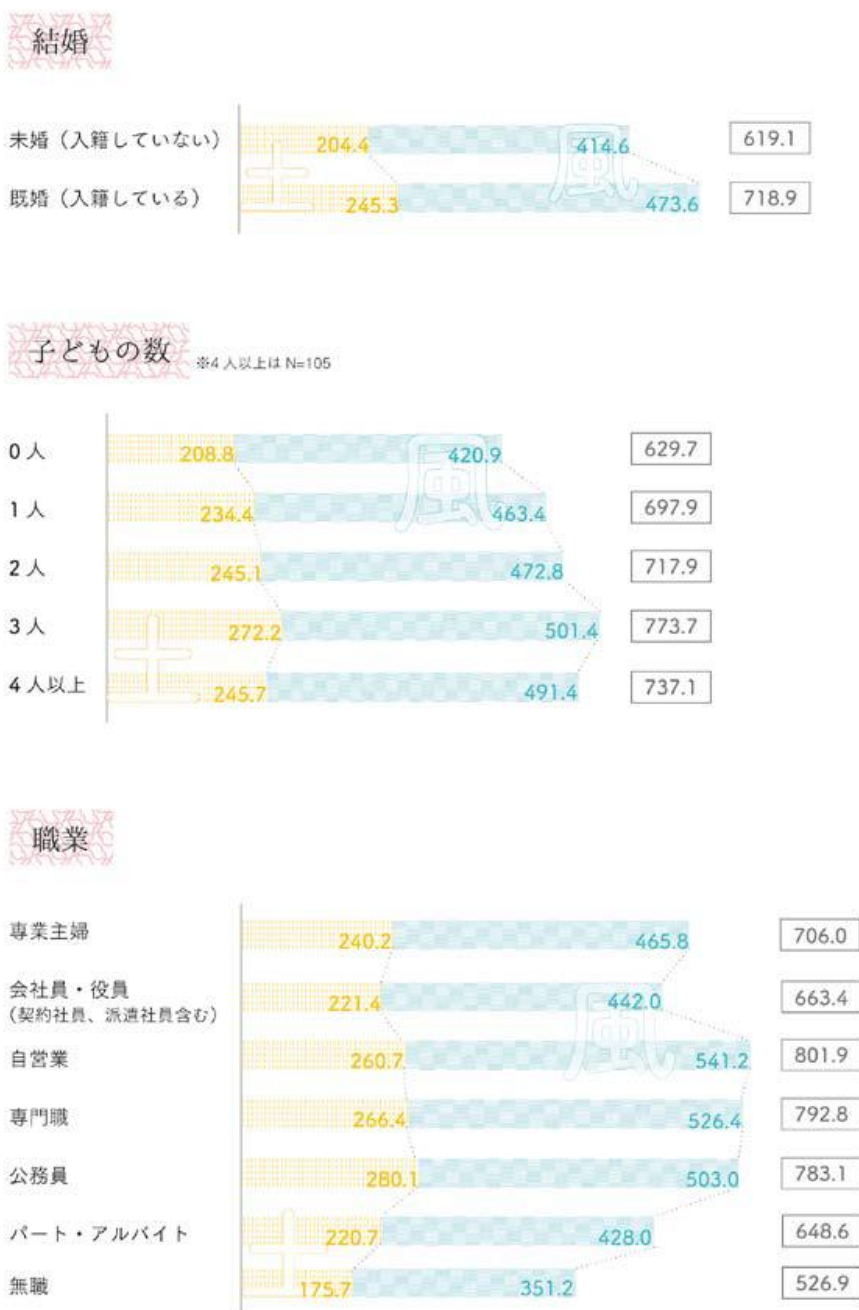 結婚
風
未婚（入籍していない） 204.4 414.6 619.1
土
既婚（入籍している） 245.3 473.6 718.9
子どもの数 ※4人以上は N=105
風
0人 208.8 420.9 629.7
1人 234.4 463.4 697.9
2人 245.1 472.8 717.9
3人 272.2 501.4 773.7
土
4人以上 245.7 491.4 737.1
職業
専業主婦 240.2 465.8 706.0
会社員・役員 221.4 442.0 663.4
（契約社員、派遣社員含む）
風
自営業 260.7 541.2 801.9
専門職 266.4 526.4 792.8
公務員 280.1 503.0 783.1
パート・アルバイト 220.7 428.0 648.6
土
無職 175.7 351.2 526.9